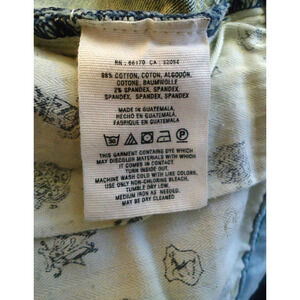 RN. 66170 CA. 32054
98% COTTON, COTON, ALGODÓN,
COTONE, BAUMWOLLE
2% SPANDEX, SPANDEX,
SPANDEX, SPANDEX, SPANDEX
MADE IN GUATEMALA,
HECHO EN GUATEMALA,
FABRIQUE EN GUATEMALA
THIS GARMENT CONTAINS DYE WHICH
MAY DISCOLOR MATERIALS WITH WHICH
IT COMES IN CONTACT
TURN INSIDE OUT
MACHINE WASH COLD WITH LIKE COLORS,
USE ONLY NON-CHLORINE BLEACH,
TUMBLE DRY LOW,
MEDIUM IRON AS NEEDED,
MAY BE DRY CLEANED